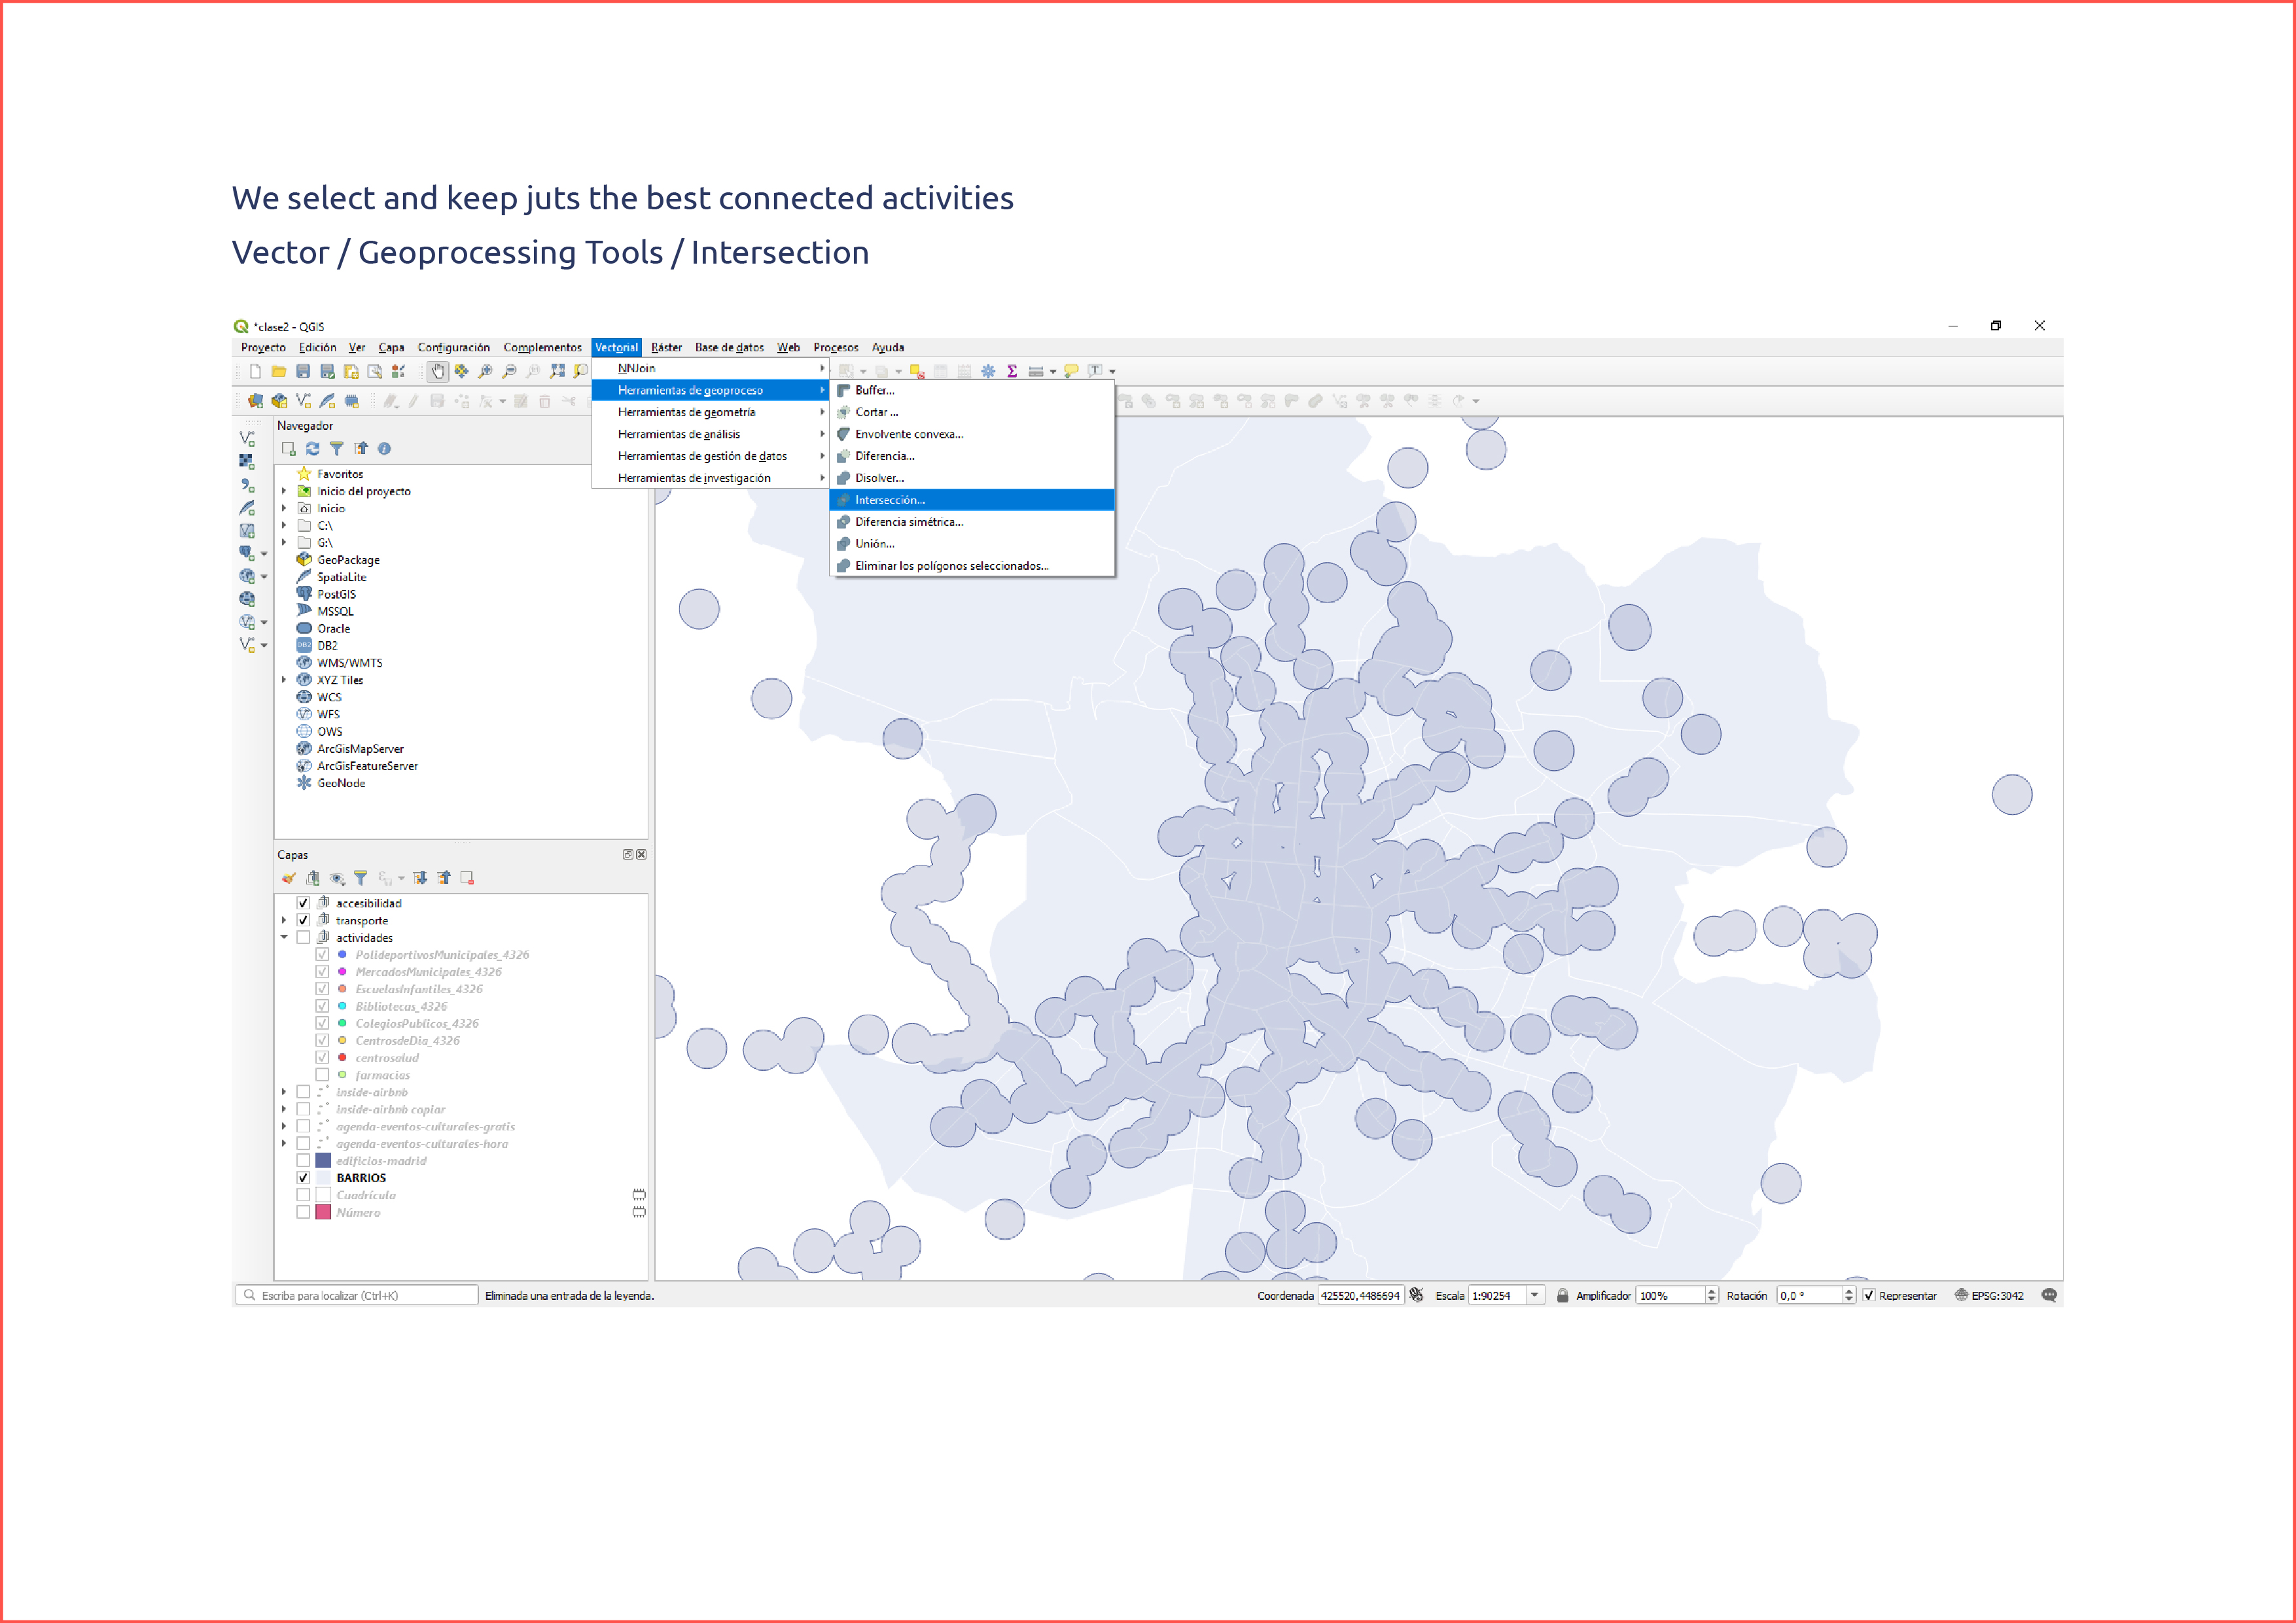 We select and keep juts the best connected activities
Vector / Geoprocessing Tools / Intersection
*clase2 - QGIS
Proyecto Edición Ver Capa Configuración Complementos Vectorial Ráster Base de datos Web Procesos Ayuda
NNJoin
Herramientas de geoproceso
Herramientas de geometría
Herramientas de análisis
Herramientas de gestión de datos
Herramientas de investigación
Buffer...
Cortar ...
Envolvente convexa...
Diferencia...
Disolver...
Intersección...
Diferencia simétrica...
Unión...
Eliminar los polígonos seleccionados...
Navegador
Favoritos
Inicio del proyecto
Inicio
C:\
G:\
GeoPackage
SpatiaLite
PostGIS
MSSQL
Oracle
DB2
WMS/WMTS
XYZ Tiles
WCS
WFS
OWS
ArcGisMapServer
ArcGisFeatureServer
GeoNode
Capas
accesibilidad
transporte
actividades
PolideportivosMunicipales_4326
MercadosMunicipales_4326
EscuelasInfantiles_4326
Bibliotecas_4326
ColegiosPublicos_4326
CentrosdeDia_4326
centrosalud
farmacias
inside-airbnb
inside-airbnb copiar
agenda-eventos-culturales-gratis
agenda-eventos-culturales-hora
edificios-madrid
BARRIOS
Cuadrícula
Número
Escriba para localizar (Ctrl+K) Eliminada una entrada de la leyenda. Coordenada 425520,4486694 Escala 1:90254 Amplificador 100% Rotación 0,0 ° Representar EPSG:3042